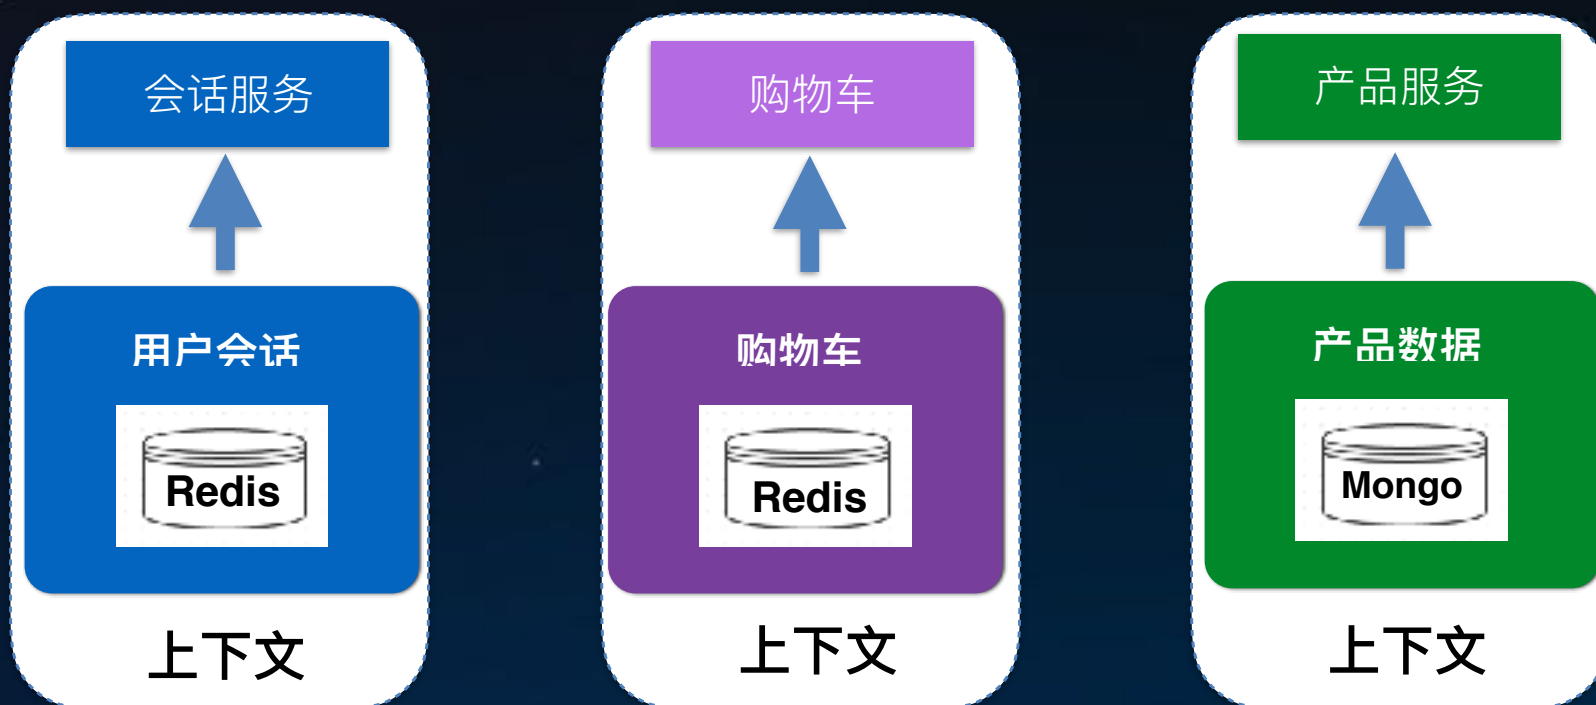 会话服务
购物车
产品服务
用户会话
购物车
产品数据
Redis
Redis
Mongo
上下文
上下文
上下文